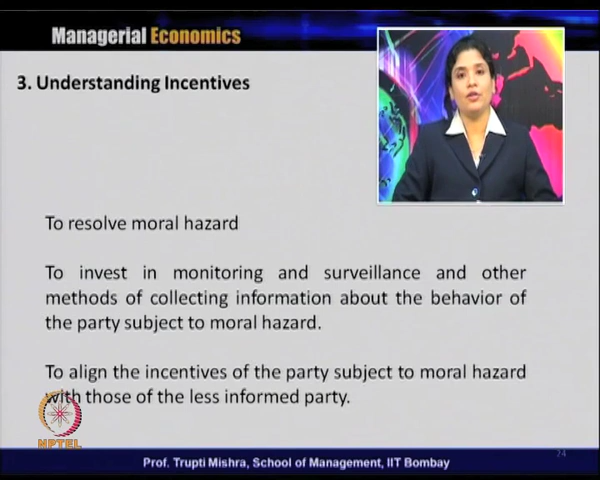 Managerial Economics
3. Understanding Incentives
To resolve moral hazard
To invest in monitoring and surveillance and other
methods of collecting information about the behavior of
the party subject to moral hazard.
To align the incentives of the party subject to moral hazard
with those of the less informed party.
NPTEL
24
Prof. Trupti Mishra, School of Management, IIT Bombay